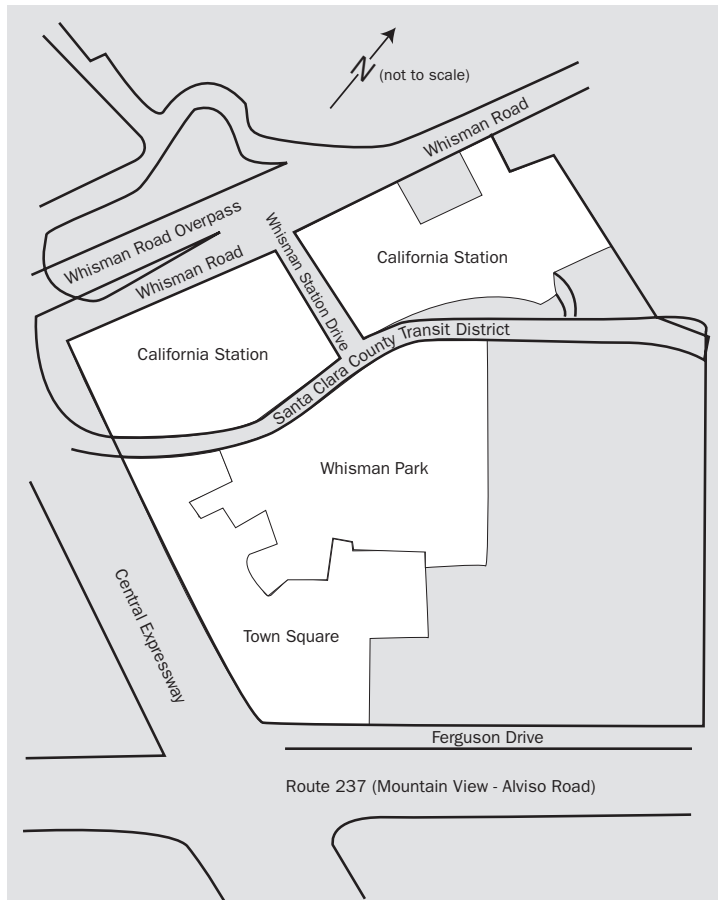 N
(not to scale)
Whisman Road
Whisman Road Overpass
Whisman Road
Whisman Station Drive
California Station
California Station
Santa Clara County Transit District
Whisman Park
Central Expressway
Town Square
Ferguson Drive
Route 237 (Mountain View - Alviso Road)